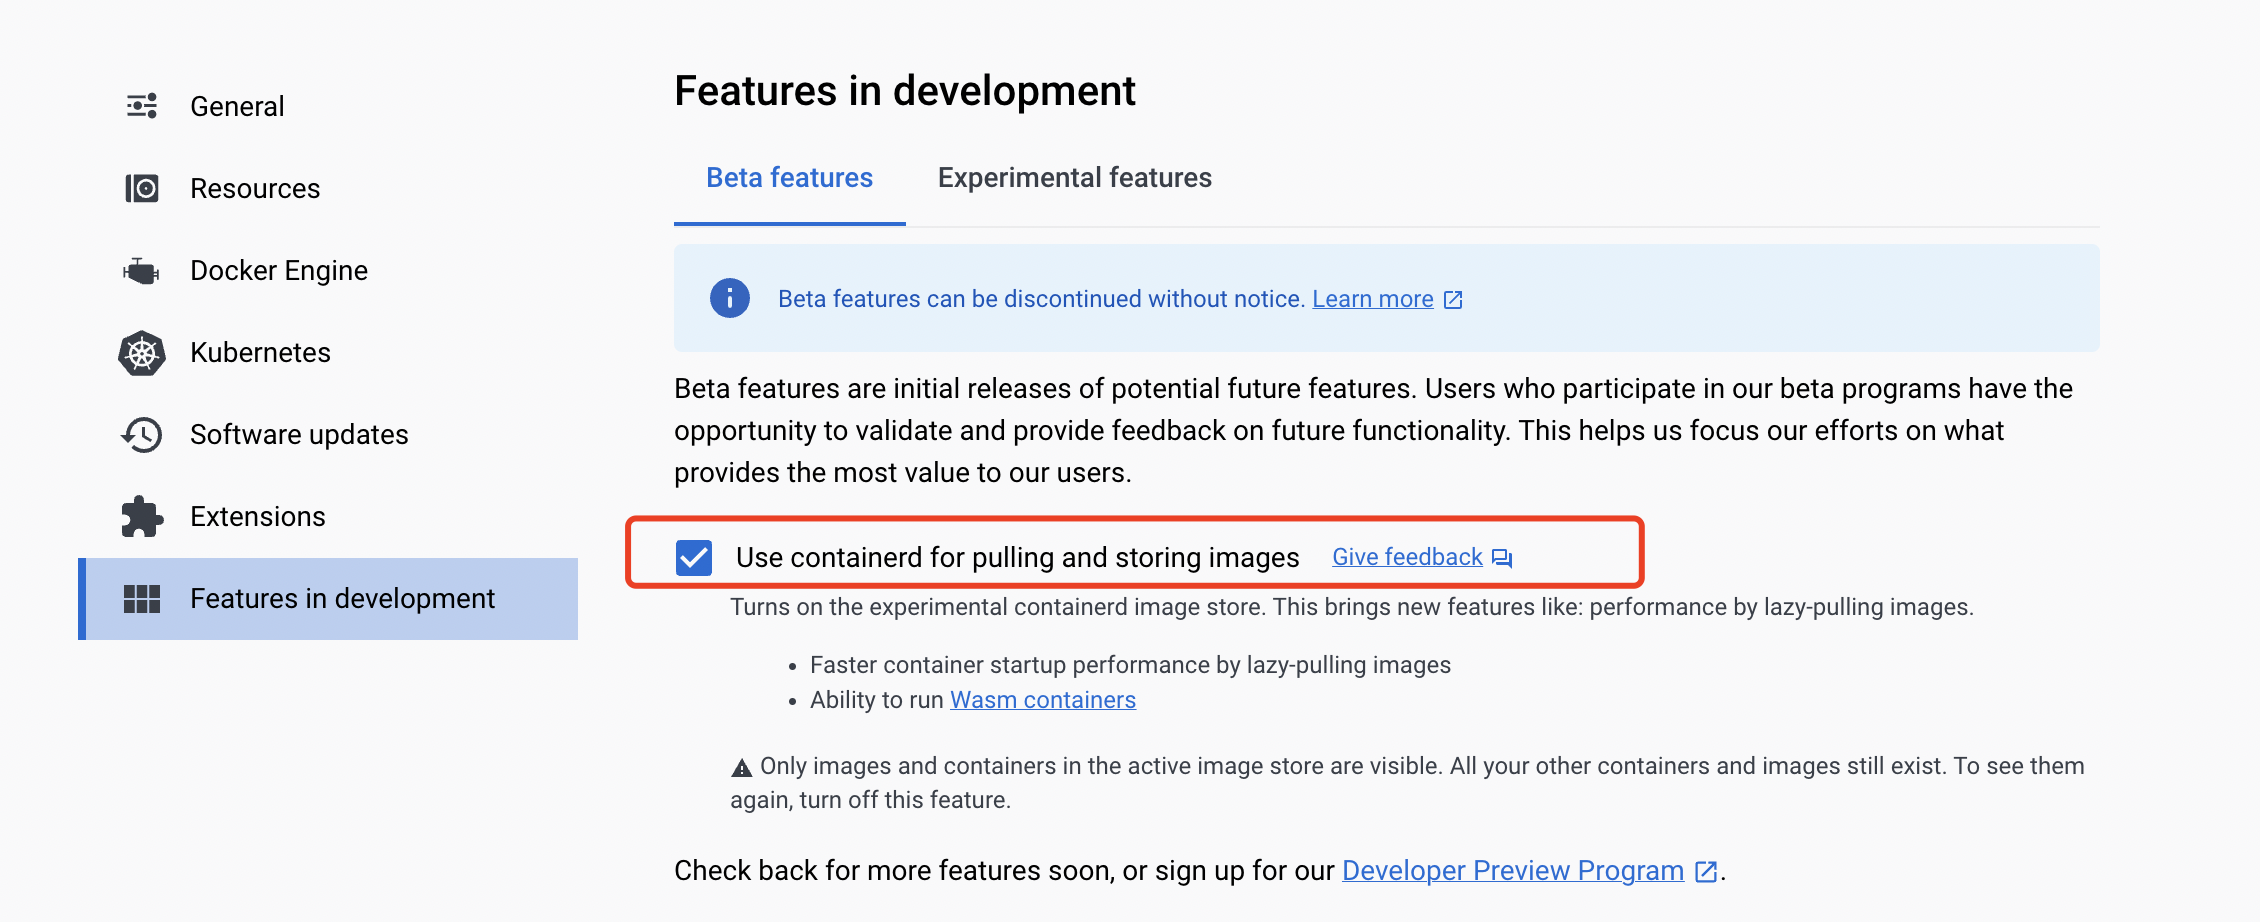 General
Resources
Docker Engine
Kubernetes
Software updates
Extensions
Features in development
Features in development
Beta features
Experimental features
Beta features can be discontinued without notice. Learn more
Beta features are initial releases of potential future features. Users who participate in our beta programs have the
opportunity to validate and provide feedback on future functionality. This helps us focus our efforts on what
provides the most value to our users.
Use containerd for pulling and storing images Give feedback
Turns on the experimental containerd image store. This brings new features like: performance by lazy-pulling images.
• Faster container startup performance by lazy-pulling images
• Ability to run Wasm containers
Only images and containers in the active image store are visible. All your other containers and images still exist. To see them
again, turn off this feature.
Check back for more features soon, or sign up for our Developer Preview Program .